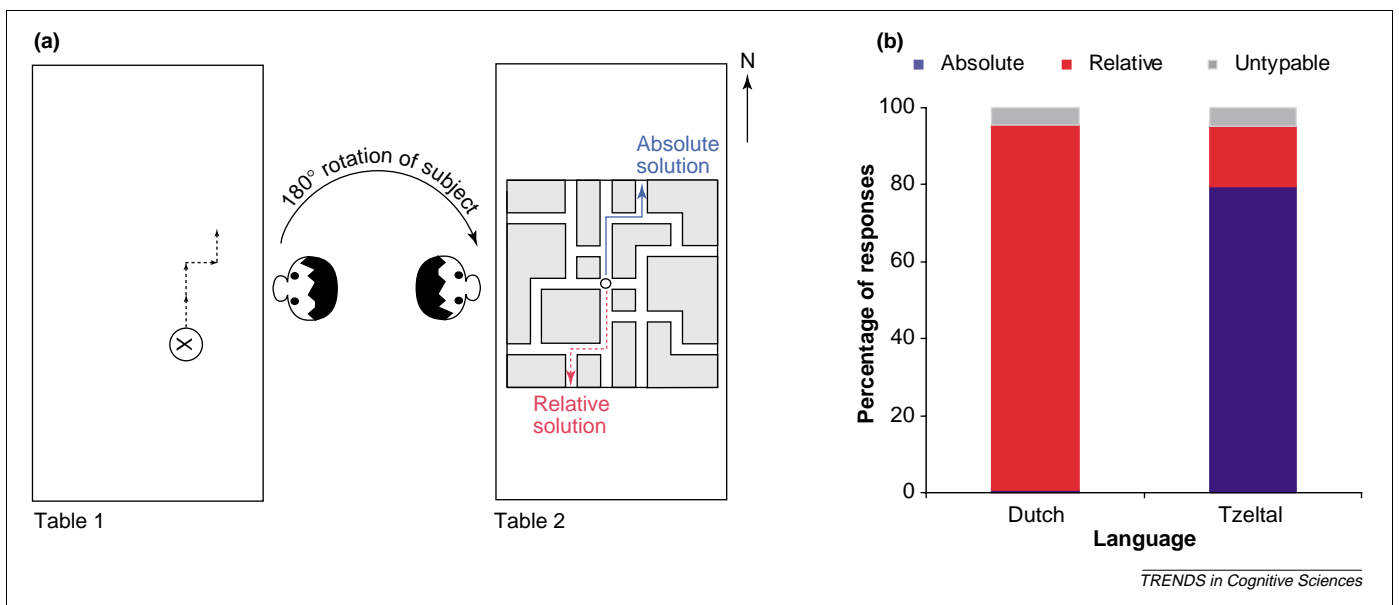 (a)
N
Absolute
solution
180° rotation of subject
X
Relative
solution
Table 1
Table 2
(b)
Absolute
Relative
Untypable
100
80
60
40
20
0
Percentage of responses
Dutch
Tzeltal
Language
TRENDS in Cognitive Sciences